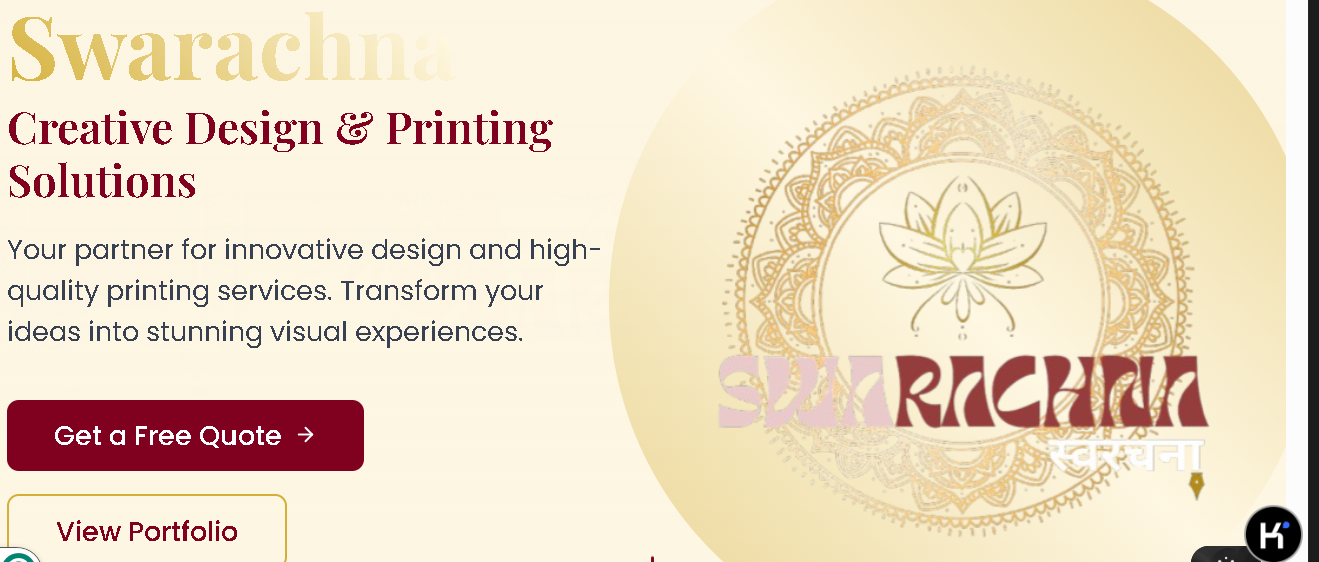 Swarachna
Creative Design & Printing
Solutions
Your partner for innovative design and high-
quality printing services. Transform your
ideas into stunning visual experiences.
Get a Free Quote →
View Portfolio
SWARACHNA
स्वरचना
K